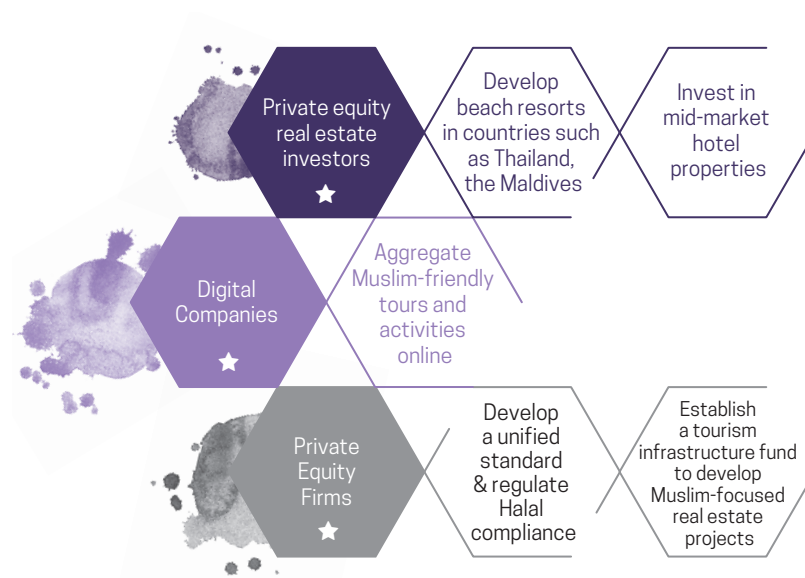 Private equity
real estate
investors
Develop
beach resorts
in countries such
as Thailand,
the Maldives
Invest in
mid-market
hotel
properties
Digital
Companies
Aggregate
Muslim-friendly
tours and
activities
online
Private
Equity
Firms
Develop
a unified
standard
& regulate
Halal
compliance
Establish
a tourism
infrastructure fund
to develop
Muslim-focused
real estate
projects